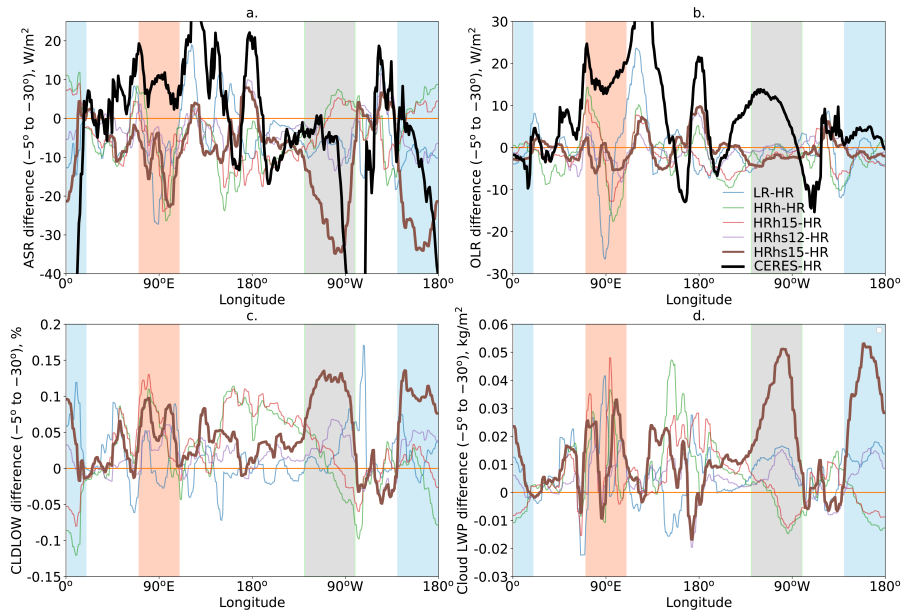 a.
ASR difference (−5° to −30°), W/m²
20
10
0
−10
−20
−30
−40
0°
90°E
180°
90°W
180°
Longitude
b.
OLR difference (−5° to −30°), W/m²
30
20
10
0
−10
−20
−30
LR-HR
HRh-HR
HRh15-HR
HRhs12-HR
HRhs15-HR
CERES-HR
0°
90°E
180°
90°W
180°
Longitude
c.
CLDLOW difference (−5° to −30°), %
0.2
0.15
0.1
0.05
0
−0.05
−0.1
−0.15
0°
90°E
180°
90°W
180°
Longitude
d.
Cloud LWP difference (−5° to −30°), kg/m²
0.06
0.05
0.04
0.03
0.02
0.01
0
−0.01
−0.02
−0.03
0°
90°E
180°
90°W
180°
Longitude